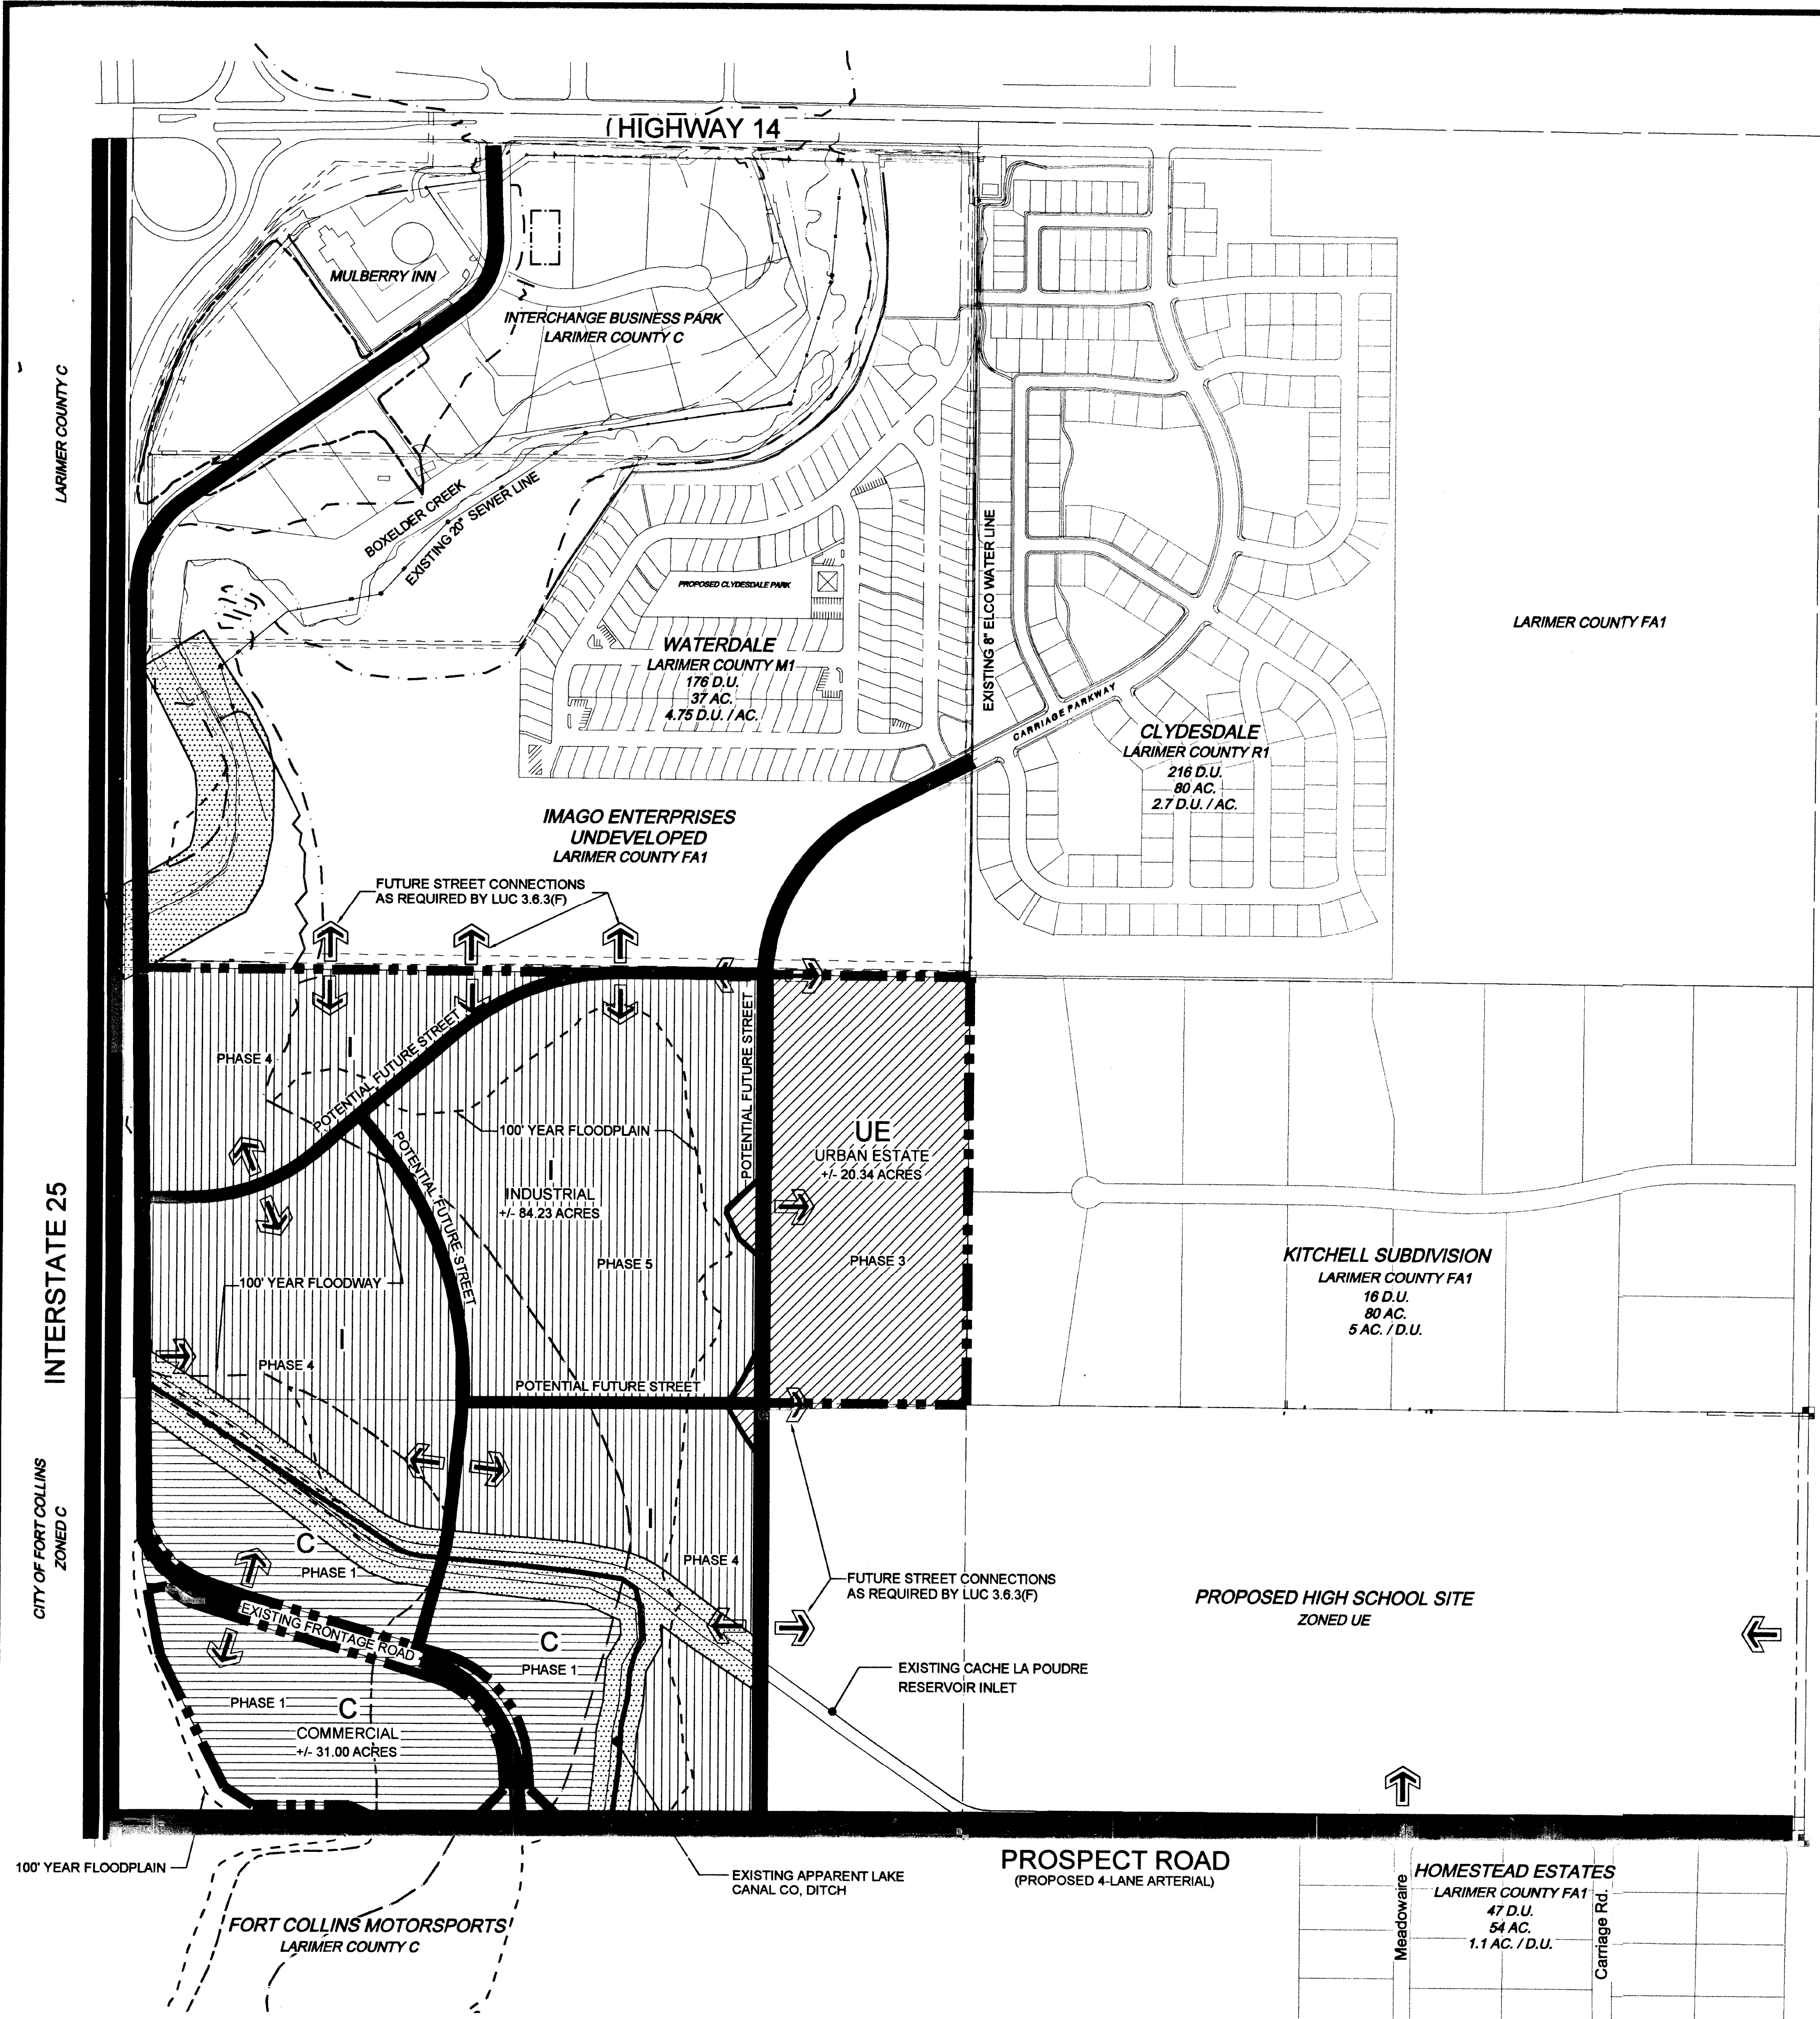 HIGHWAY 14
MULBERRY INN
INTERCHANGE BUSINESS PARK
LARIMER COUNTY C
LARIMER COUNTY C
BOXELDER CREEK
EXISTING 20" SEWER LINE
PROPOSED CLYDESDALE PARK
WATERDALE
LARIMER COUNTY M1
176 D.U.
37 AC.
4.75 D.U. / AC.
EXISTING 8" ELCO WATER LINE
CARRIAGE PARKWAY
CLYDESDALE
LARIMER COUNTY R1
216 D.U.
80 AC.
2.7 D.U. / AC.
LARIMER COUNTY FA1
IMAGO ENTERPRISES
UNDEVELOPED
LARIMER COUNTY FA1
FUTURE STREET CONNECTIONS
AS REQUIRED BY LUC 3.6.3(F)
PHASE 4
I
POTENTIAL FUTURE STREET
POTENTIAL FUTURE STREET
POTENTIAL FUTURE STREET
100' YEAR FLOODPLAIN
I
INDUSTRIAL
+/- 84.23 ACRES
PHASE 5
UE
URBAN ESTATE
+/- 20.34 ACRES
PHASE 3
100' YEAR FLOODWAY
I
PHASE 4
POTENTIAL FUTURE STREET
INTERSTATE 25
KITCHELL SUBDIVISION
LARIMER COUNTY FA1
16 D.U.
80 AC.
5 AC. / D.U.
CITY OF FORT COLLINS
ZONED C
I
PHASE 4
C
PHASE 1
EXISTING FRONTAGE ROAD
C
PHASE 1
PHASE 1
C
COMMERCIAL
+/- 31.00 ACRES
FUTURE STREET CONNECTIONS
AS REQUIRED BY LUC 3.6.3(F)
PROPOSED HIGH SCHOOL SITE
ZONED UE
EXISTING CACHE LA POUDRE
RESERVOIR INLET
100' YEAR FLOODPLAIN
EXISTING APPARENT LAKE
CANAL CO, DITCH
PROSPECT ROAD
(PROPOSED 4-LANE ARTERIAL)
FORT COLLINS MOTORSPORTS
LARIMER COUNTY C
Meadowaire
HOMESTEAD ESTATES
LARIMER COUNTY FA1
47 D.U.
54 AC.
1.1 AC. / D.U.
Carriage Rd.